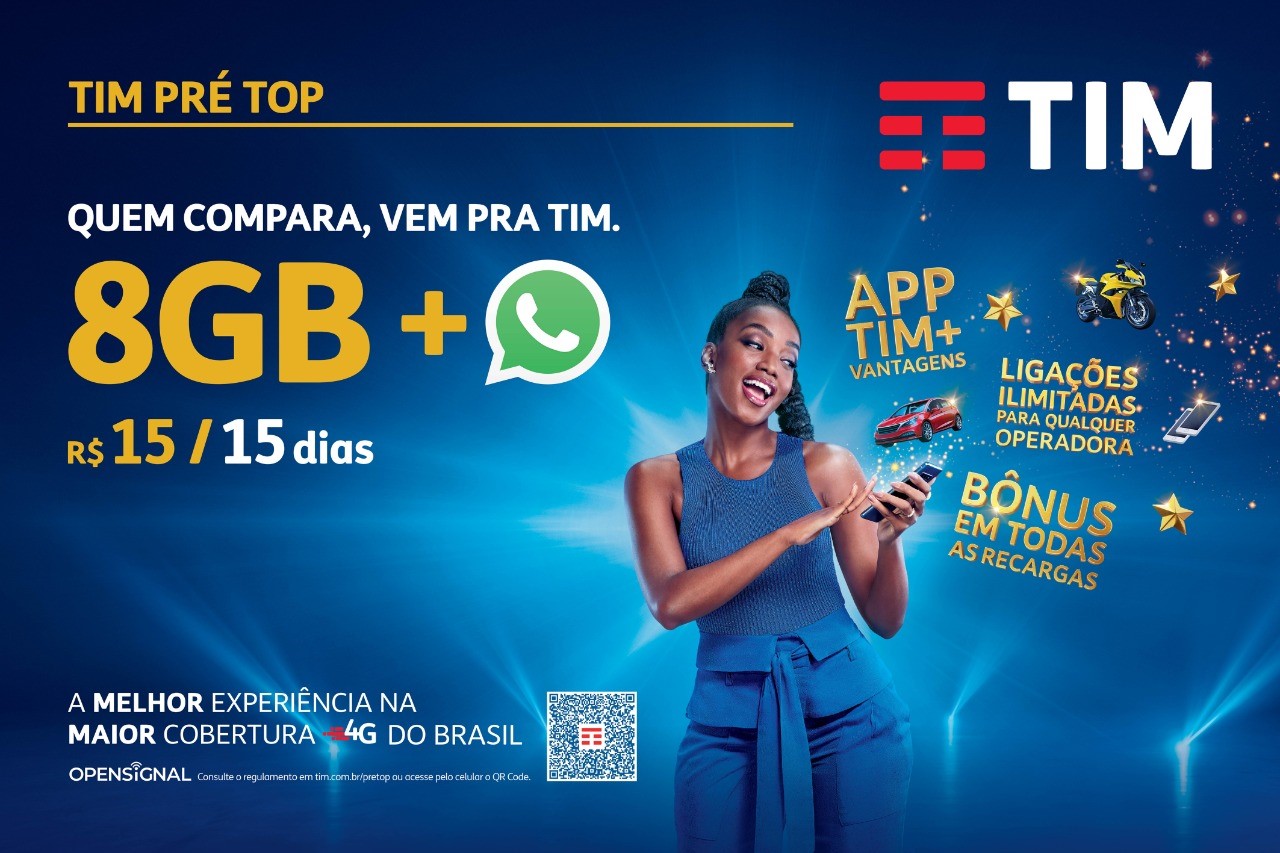 TIM PRÉ TOP
TIM
QUEM COMPARA, VEM PRA TIM.
8GB +
R$ 15 / 15 dias
APP
TIM+
VANTAGENS
LIGAÇÕES
ILIMITADAS
PARA QUALQUER
OPERADORA
BÔNUS
EM TODAS
AS RECARGAS
A MELHOR EXPERIÊNCIA NA
MAIOR COBERTURA 4G DO BRASIL
OPENSIGNAL Consulte o regulamento em tim.com.br/pretop ou acesse pelo celular o QR Code.